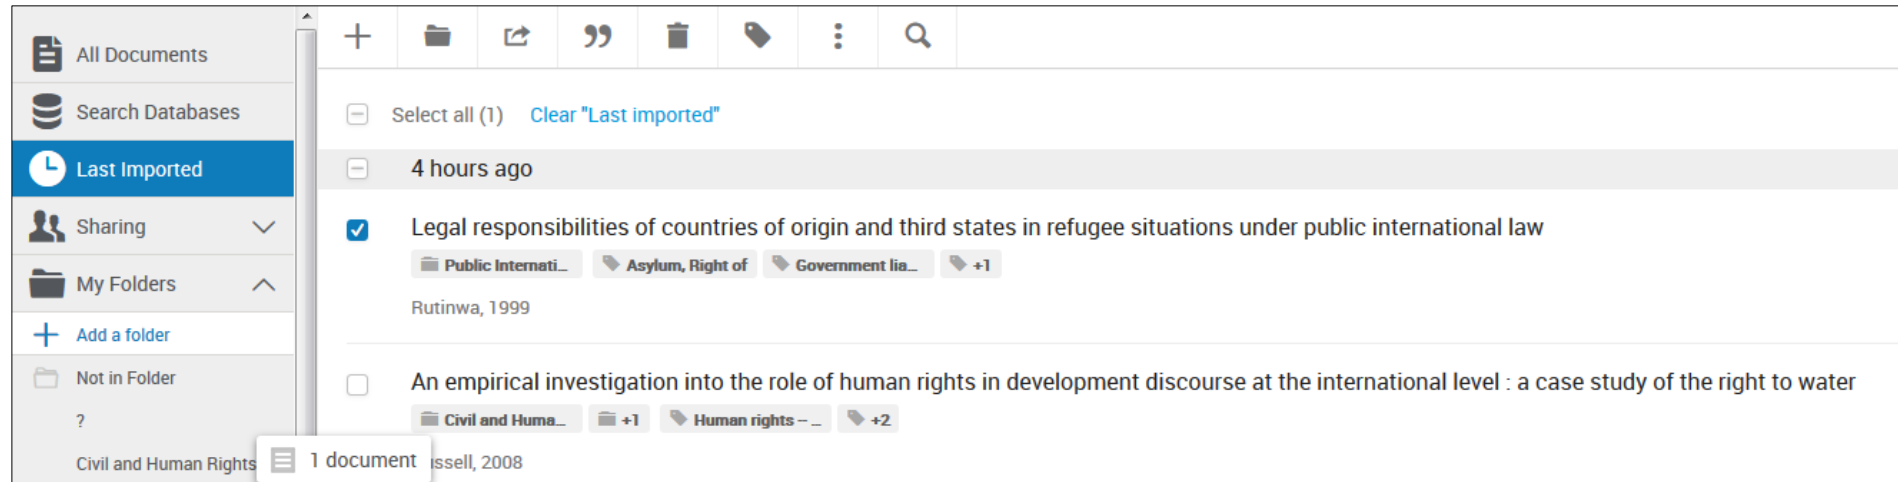 All Documents
Search Databases
Last Imported
Sharing
My Folders
Add a folder
Not in Folder
?
Civil and Human Rights
1 document
Select all (1) Clear "Last imported"
4 hours ago
Legal responsibilities of countries of origin and third states in refugee situations under public international law
Public Internati... Asylum, Right of Government lia... +1
Rutinwa, 1999
An empirical investigation into the role of human rights in development discourse at the international level : a case study of the right to water
Civil and Huma... +1 Human rights -- ... +2
ssell, 2008